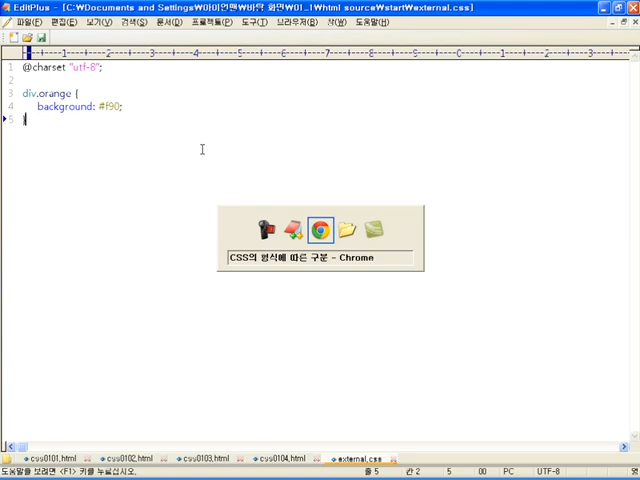 EditPlus - [C:₩Documents and Settings₩아이언맨₩바탕 화면₩01_1₩html source₩start₩external.css]
파일(F) 편집(E) 보기(V) 검색(S) 문서(D) 프로젝트(P) 도구(T) 브라우저(B) 창(W) 도움말(H)
1 @charset "utf-8";
2
3 div.orange {
4 background: #f90;
5 }
CSS의 형식에 따른 구분 - Chrome
css0101.html css0102.html css0103.html css0104.html external.css
도움말을 보려면 <F1> 키를 누르십시오. 줄 5 칸 2 5 00 PC UTF-8